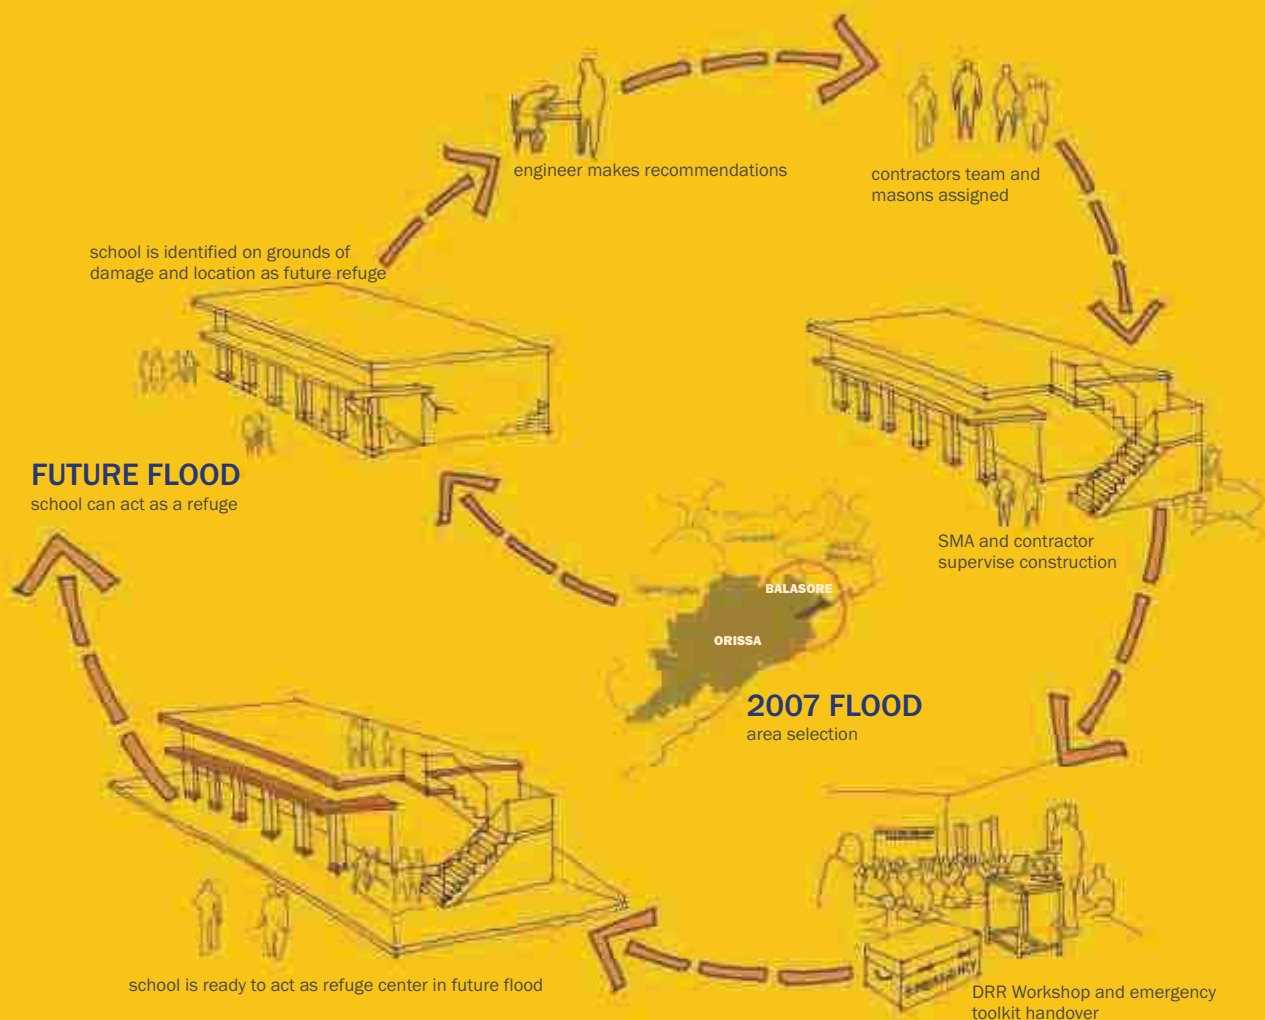 engineer makes recommendations
contractors team and
masons assigned
school is identified on grounds of
damage and location as future refuge
FUTURE FLOOD
school can act as a refuge
SMA and contractor
supervise construction
BALASORE
ORISSA
2007 FLOOD
area selection
school is ready to act as refuge center in future flood
EMERGENCY
DRR Workshop and emergency
toolkit handover